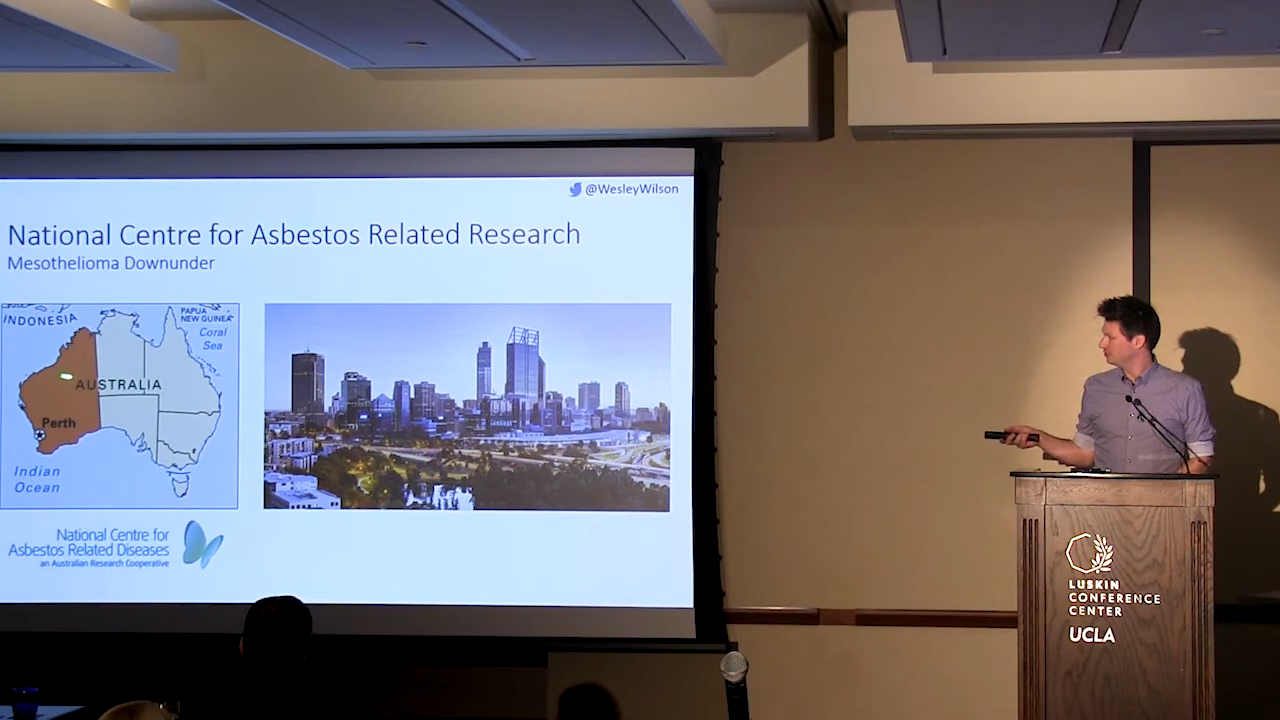 @WesleyWilson
National Centre for Asbestos Related Research
Mesothelioma Downunder
INDONESIA
PAPUA
NEW GUINEA
Coral
Sea
AUSTRALIA
Perth
Indian
Ocean
National Centre for
Asbestos Related Diseases
an Australian Research Cooperative
LUSKIN
CONFERENCE
CENTER
UCLA